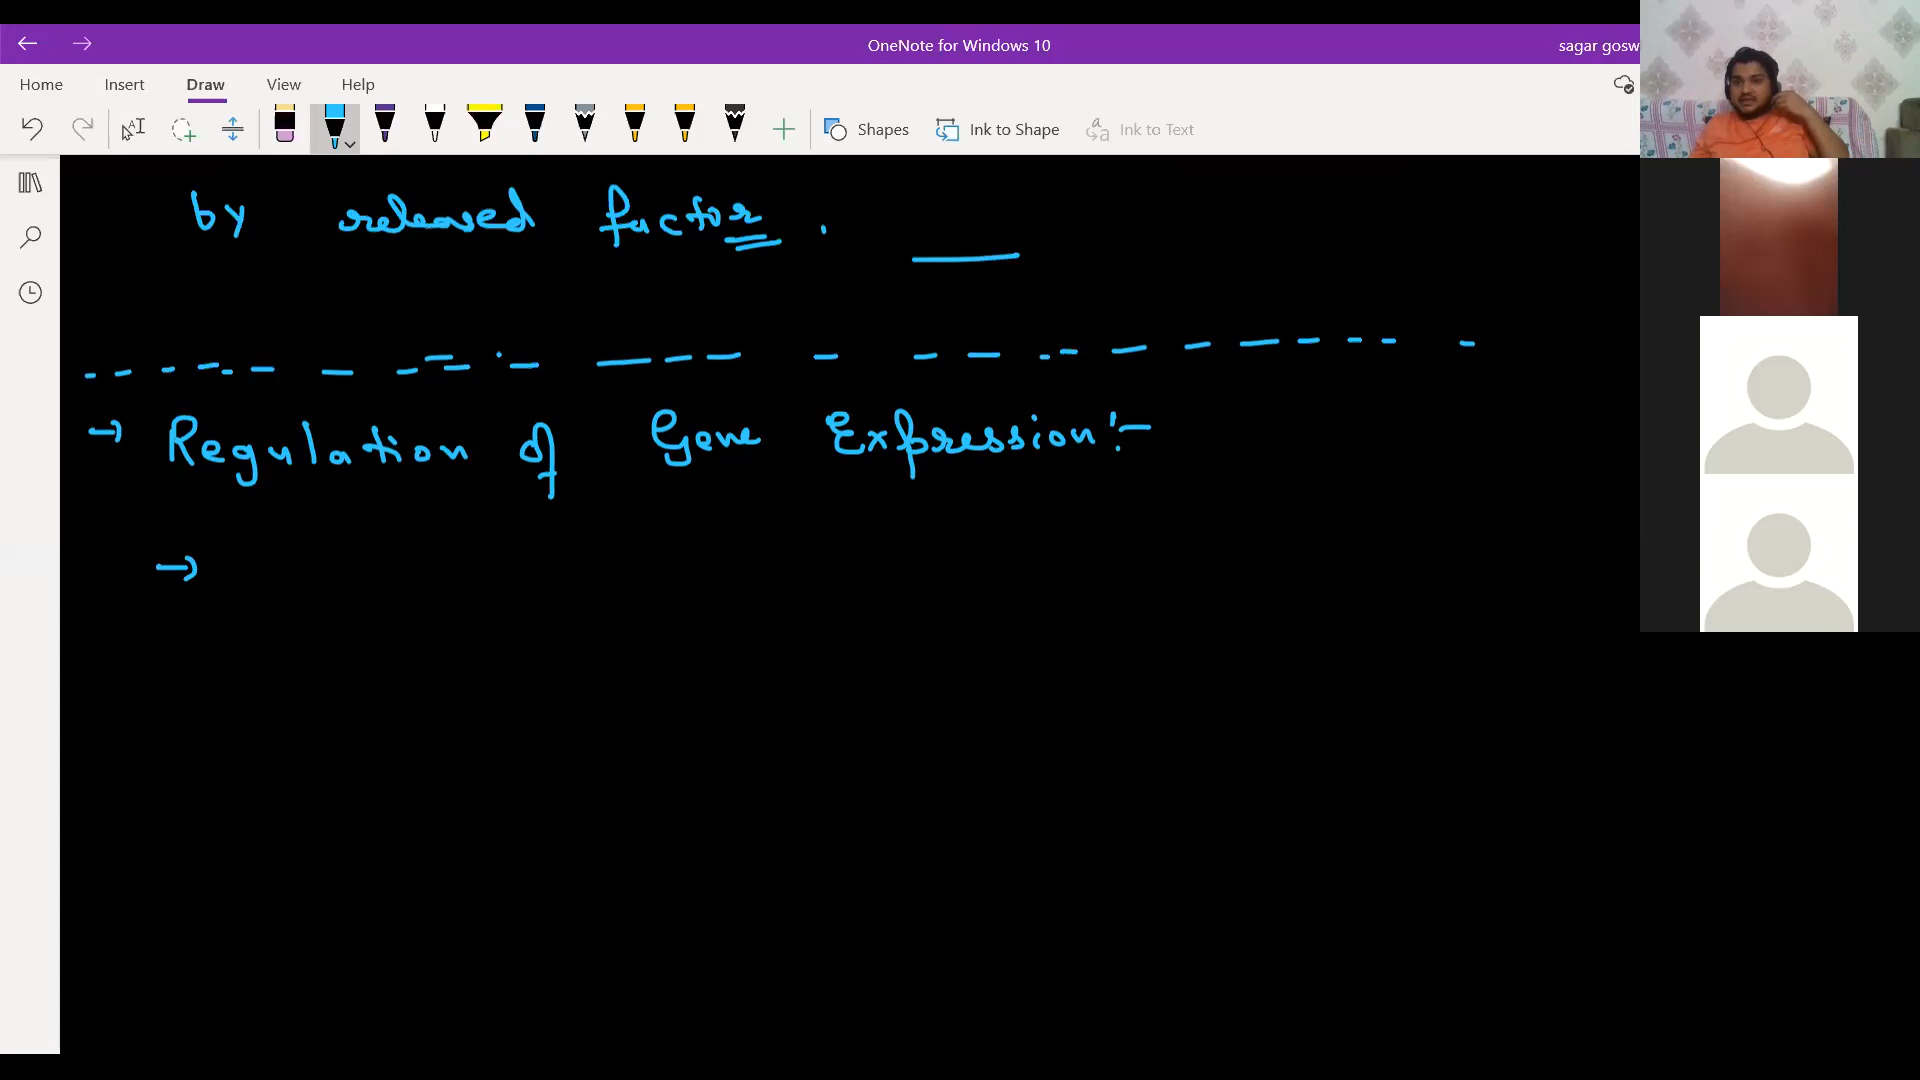 OneNote for Windows 10
sagar gosw
Home Insert Draw View Help
Shapes Ink to Shape Ink to Text
by released factor .
→ Regulation of Gene Expression :-
→